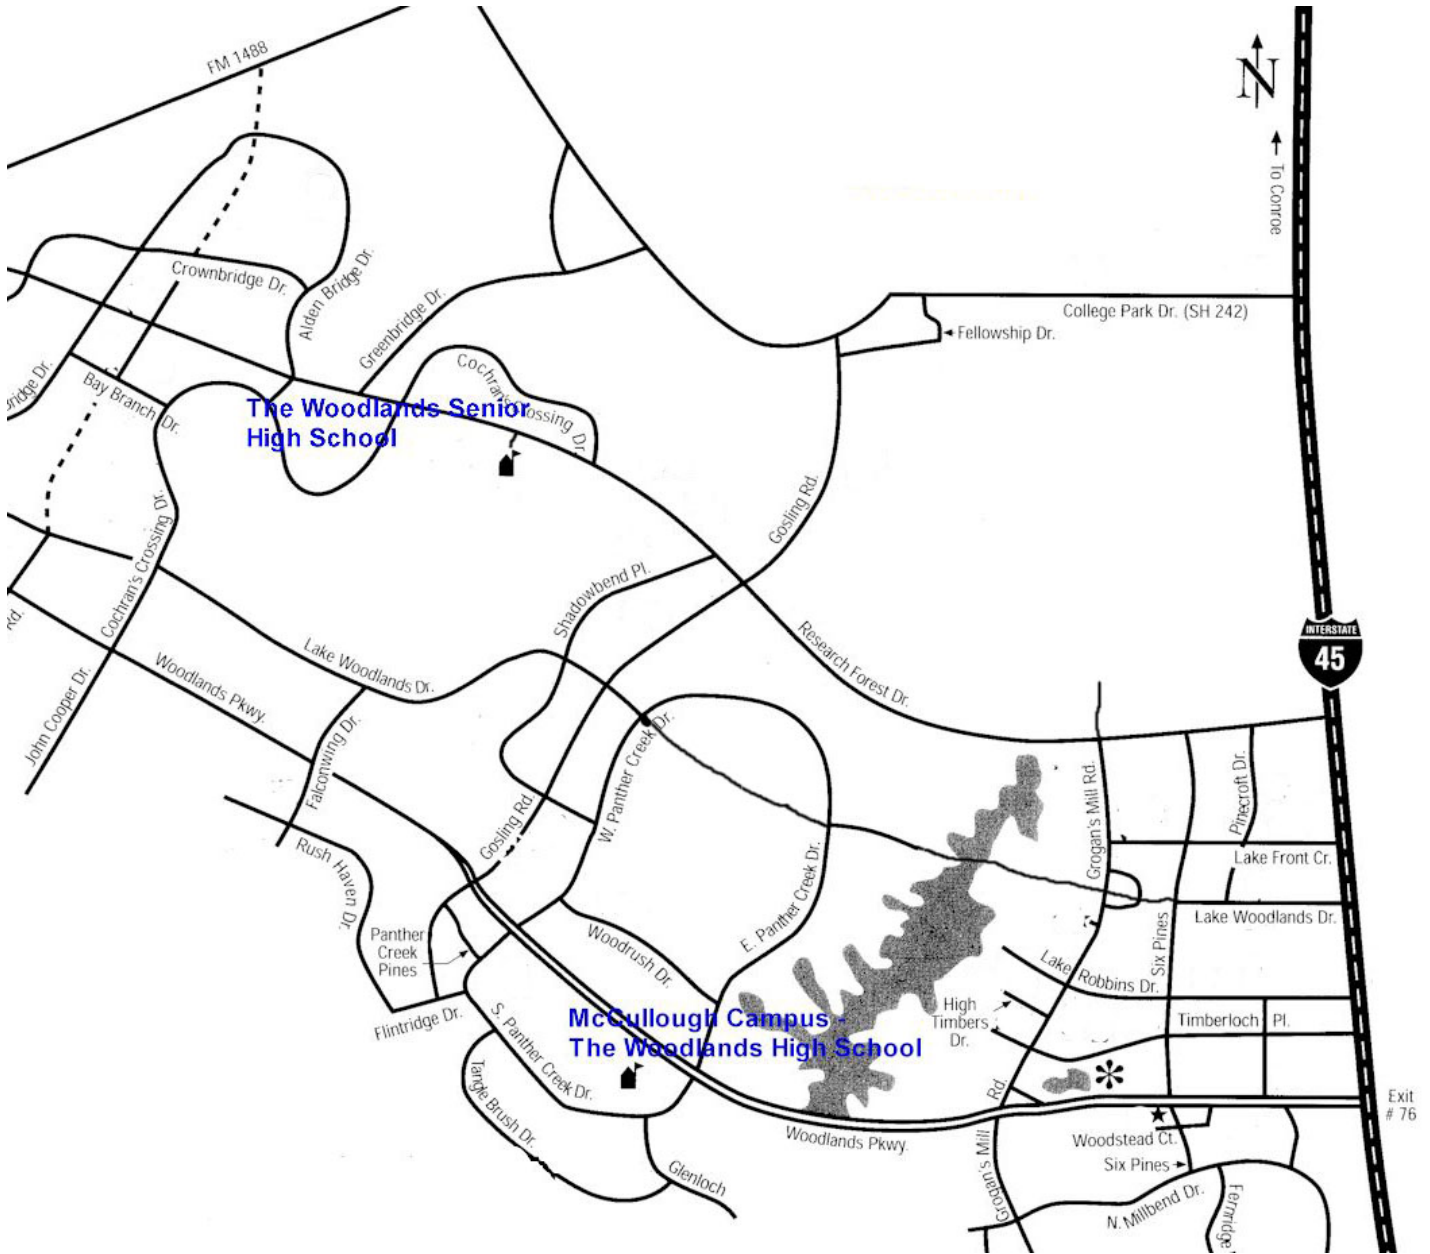 FM 1488
N
To Conroe
Crownbridge Dr.
Alden Bridge Dr.
Greenbridge Dr.
College Park Dr. (SH 242)
Fellowship Dr.
Cochran's Crossing Dr.
Bay Branch Dr.
The Woodlands Senior
High School
Gosling Rd.
Cochran's Crossing Dr.
Rd.
Shadowbend Pl.
INTERSTATE
45
Research Forest Dr.
Lake Woodlands Dr.
Woodlands Pkwy.
John Cooper Dr.
Falconwing Dr.
W. Panther Creek Dr.
Grogan's Mill Rd.
Pinecroft Dr.
Gosling Rd.
Rush Haven Dr.
Lake Front Cr.
E. Panther Creek Dr.
Lake Woodlands Dr.
Six Pines
Panther
Creek
Pines
Woodrush Dr.
Lake Robbins Dr.
High
Timbers
Dr.
Timberloch Pl.
Flintridge Dr.
S. Panther Creek Dr.
McCullough Campus -
The Woodlands High School
Tangle Brush Dr.
Rd.
Exit
# 76
Woodlands Pkwy.
Grogan's Mill
Woodstead Ct.
Six Pines
Glenloch
N. Millbend Dr.
Fernridge